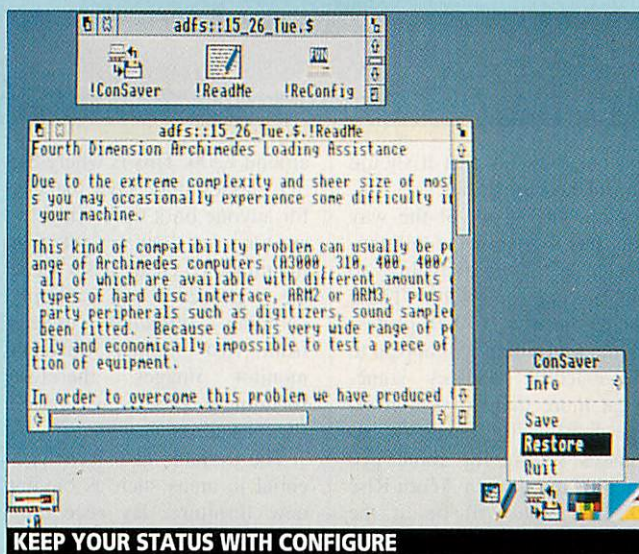 adfs::15_26_Tue.$
!ConSaver !ReadMe !ReConfig
adfs::15_26_Tue.$.!ReadMe
Fourth Dimension Archimedes Loading Assistance
Due to the extreme complexity and sheer size of most
s you may occasionally experience some difficulty i
your machine.
This kind of compatibility problem can usually be
ange of Archimedes computers (A3000, 310, 400, 400/
all of which are available with different amounts
types of hard disc interface, ARM2 or ARM3, plus
party peripherals such as digitizers, sound sample
been fitted. Because of this very wide range of
ally and economically impossible to test a piece of
tion of equipment.
In order to overcome this problem we have produced
ConSaver
Info
Save
Restore
Quit
:0
KEEP YOUR STATUS WITH CONFIGURE